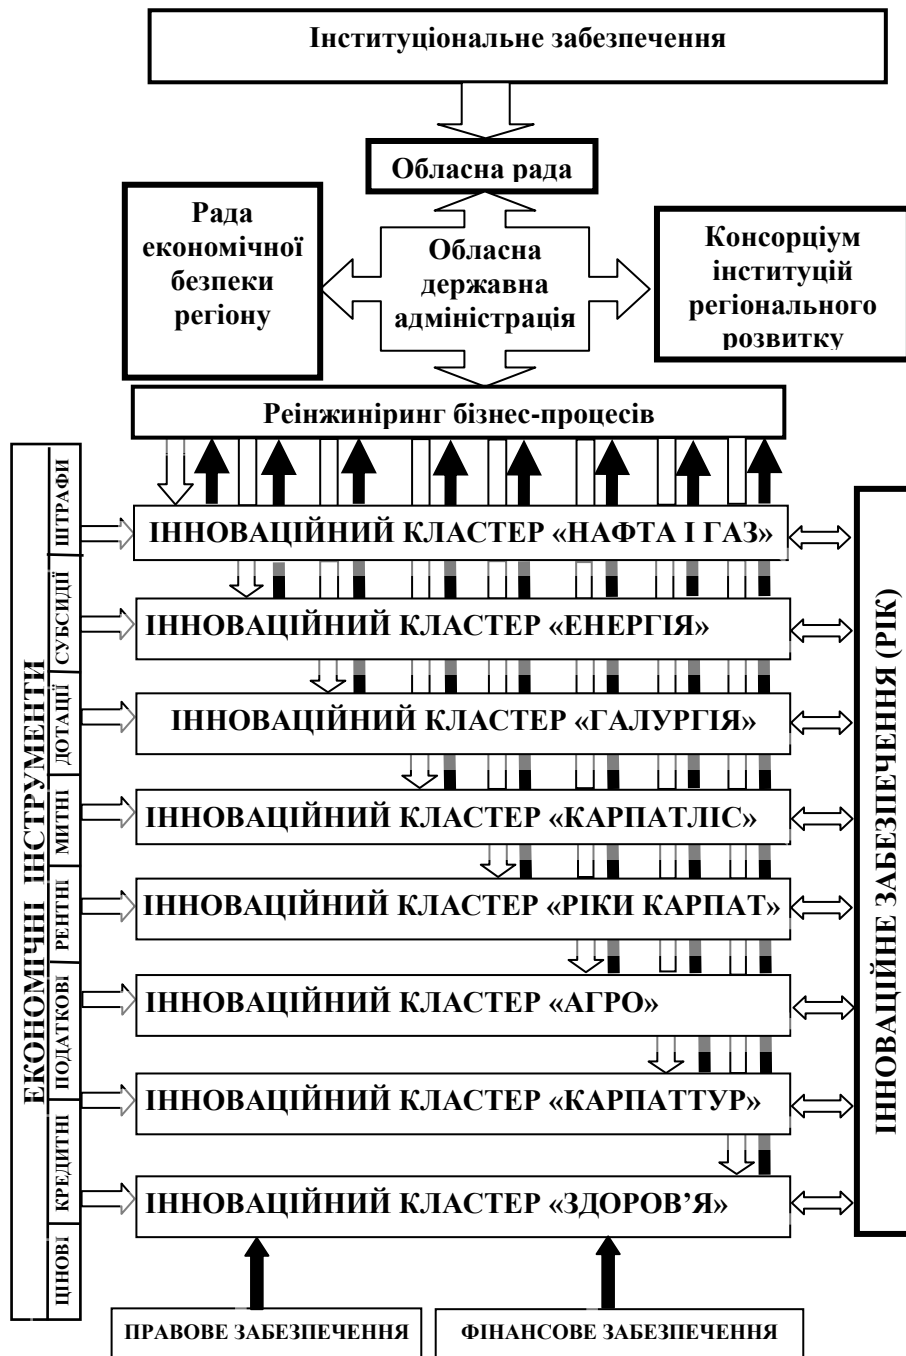 Інституціональне забезпечення
Обласна рада
Рада
економічної
безпеки
регіону
Обласна
державна
адміністрація
Консорціум
інституцій
регіонального
розвитку
Реінжиніринг бізнес-процесів
ЕКОНОМІЧНІ ІНСТРУМЕНТИ
ШТРАФИ
СУБСИДІЇ
ДОТАЦІЇ
МИТНІ
РЕНТНІ
ПОДАТКОВІ
КРЕДИТНІ
ЦІНОВІ
ІННОВАЦІЙНИЙ КЛАСТЕР «НАФТА І ГАЗ»
ІННОВАЦІЙНИЙ КЛАСТЕР «ЕНЕРГІЯ»
ІННОВАЦІЙНИЙ КЛАСТЕР «ГАЛУРГІЯ»
ІННОВАЦІЙНИЙ КЛАСТЕР «КАРПАТЛІС»
ІННОВАЦІЙНИЙ КЛАСТЕР «РІКИ КАРПАТ»
ІННОВАЦІЙНИЙ КЛАСТЕР «АГРО»
ІННОВАЦІЙНИЙ КЛАСТЕР «КАРПАТТУР»
ІННОВАЦІЙНИЙ КЛАСТЕР «ЗДОРОВ’Я»
ІННОВАЦІЙНЕ ЗАБЕЗПЕЧЕННЯ (РІК)
ПРАВОВЕ ЗАБЕЗПЕЧЕННЯ
ФІНАНСОВЕ ЗАБЕЗПЕЧЕННЯ